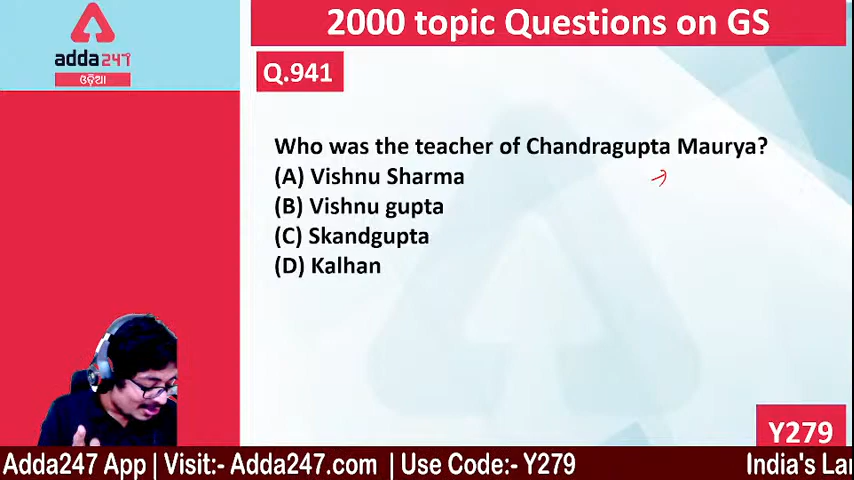 2000 topic Questions on GS
adda247
ଓଡ଼ିଆ
Q.941
Who was the teacher of Chandragupta Maurya?
(A) Vishnu Sharma
(B) Vishnu gupta
(C) Skandgupta
(D) Kalhan
Y279
Adda247 App | Visit:- Adda247.com | Use Code:- Y279
India's La